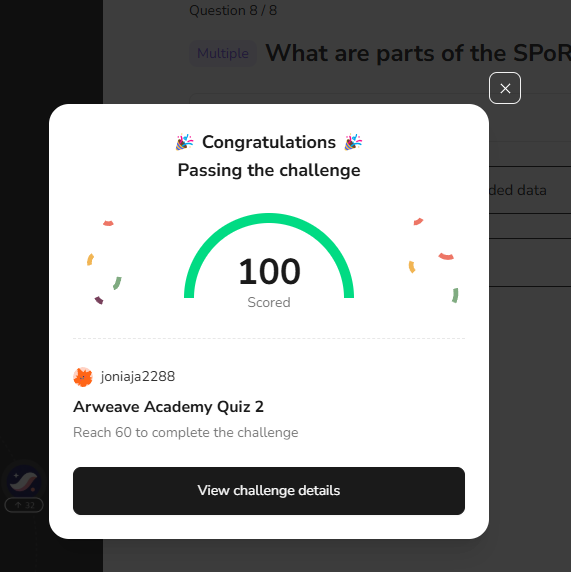 Question 8 / 8
Multiple What are parts of the SPoR
Congratulations
Passing the challenge
ded data
100
Scored
joniaja2288
Arweave Academy Quiz 2
Reach 60 to complete the challenge
View challenge details
32